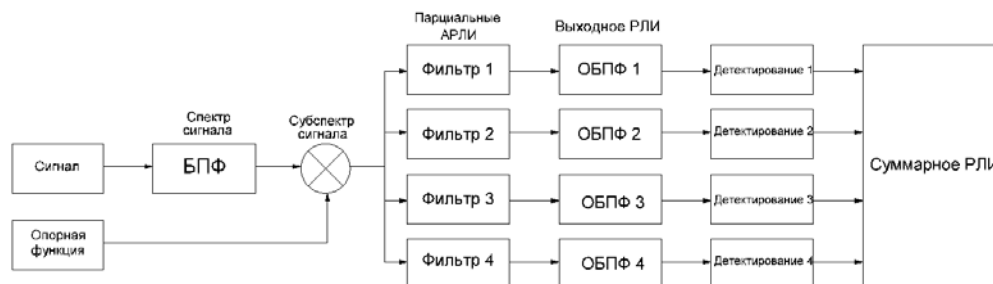 Парциальные
АРЛИ
Выходное РЛИ
Фильтр 1
ОБПФ 1
Детектирование 1
Спектр
сигнала
Субспектр
сигнала
Фильтр 2
ОБПФ 2
Детектирование 2
Сигнал
БПФ
Суммарное РЛИ
Фильтр 3
ОБПФ 3
Детектирование 3
Опорная
функция
Фильтр 4
ОБПФ 4
Детектирование 4